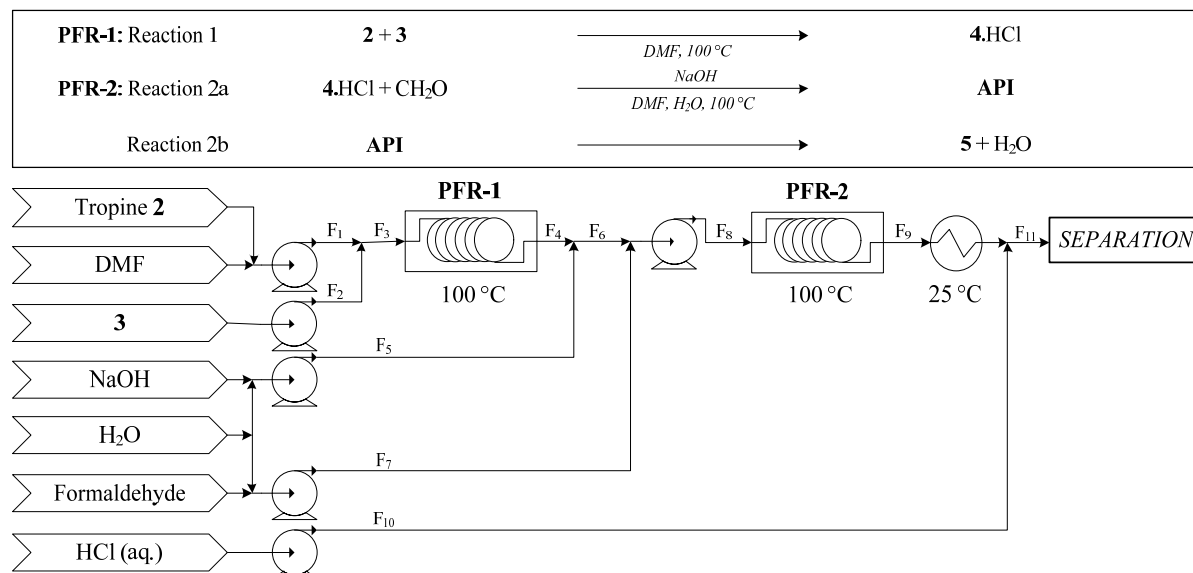 PFR-1: Reaction 1 2 + 3 4.HCl
DMF, 100 °C
PFR-2: Reaction 2a 4.HCl + CH₂O NaOH API
DMF, H₂O, 100 °C
Reaction 2b API 5 + H₂O
PFR-1 PFR-2
Tropine 2
F₁ F₃ F₄ F₆ F₈ F₉ F₁₁
DMF
SEPARATION
F₂
100 °C 100 °C 25 °C
3
F₅
NaOH
H₂O
F₇
Formaldehyde
F₁₀
HCl (aq.)